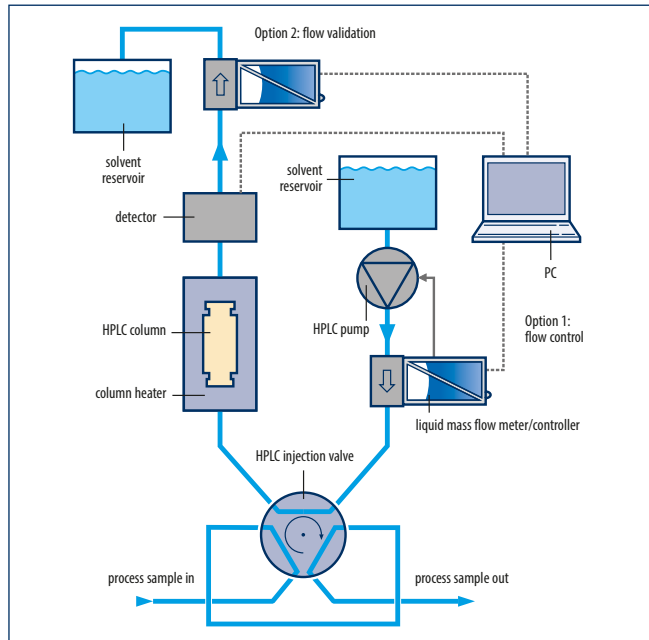 Option 2: flow validation
solvent
reservoir
solvent
reservoir
detector
PC
HPLC pump
Option 1:
flow control
HPLC column
column heater
liquid mass flow meter/controller
HPLC injection valve
process sample in
process sample out